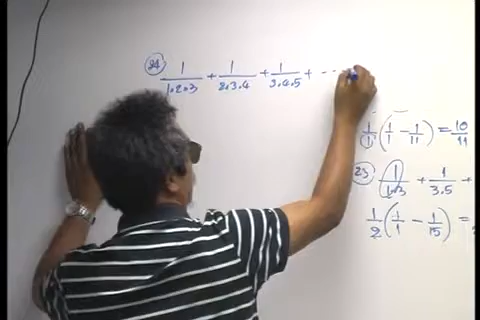 24) 1/1.2.3 + 1/2.3.4 + 1/3.4.5 + ...
1/1 (1/1 - 1/11) = 10/11
23) 1/1.3 + 1/3.5 +
1/2 (1/1 - 1/15) =